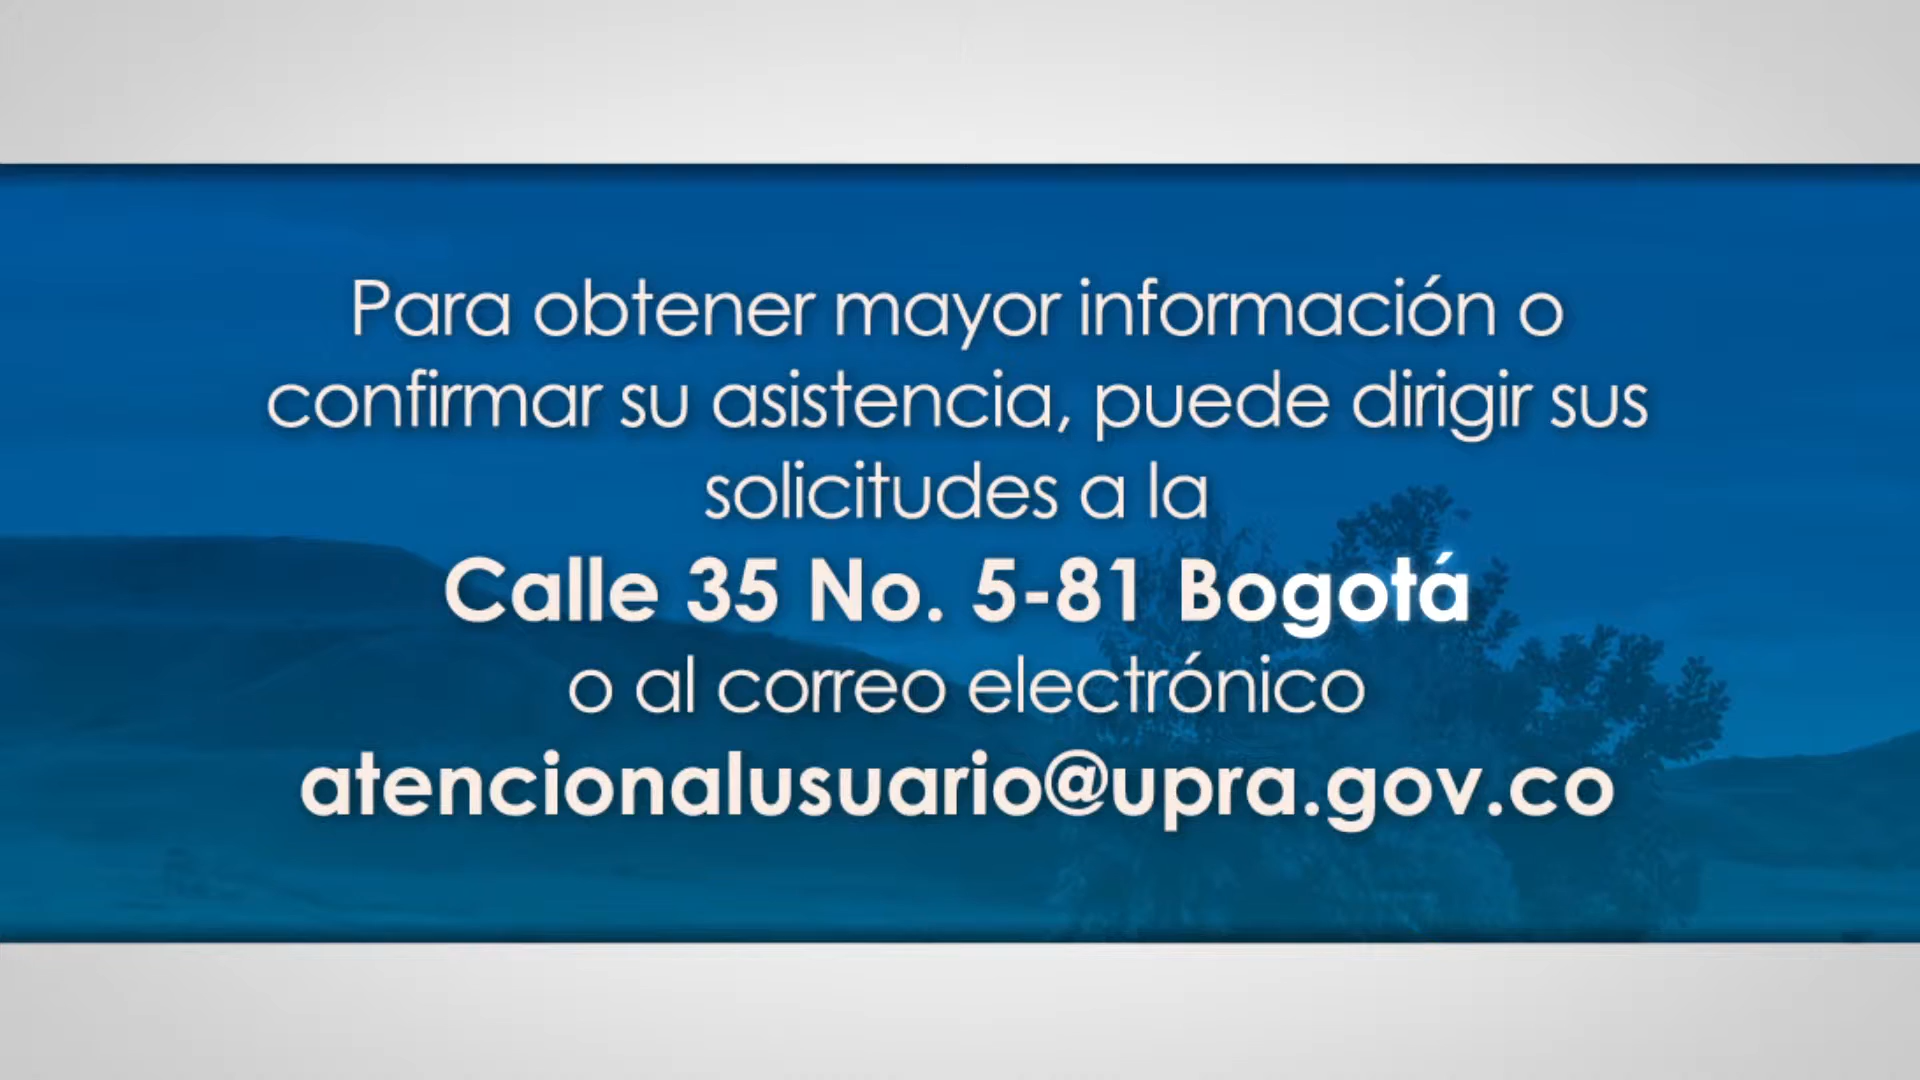 Para obtener mayor información o
confirmar su asistencia, puede dirigir sus
solicitudes a la
Calle 35 No. 5-81 Bogotá
o al correo electrónico
atencionalusuario@upra.gov.co